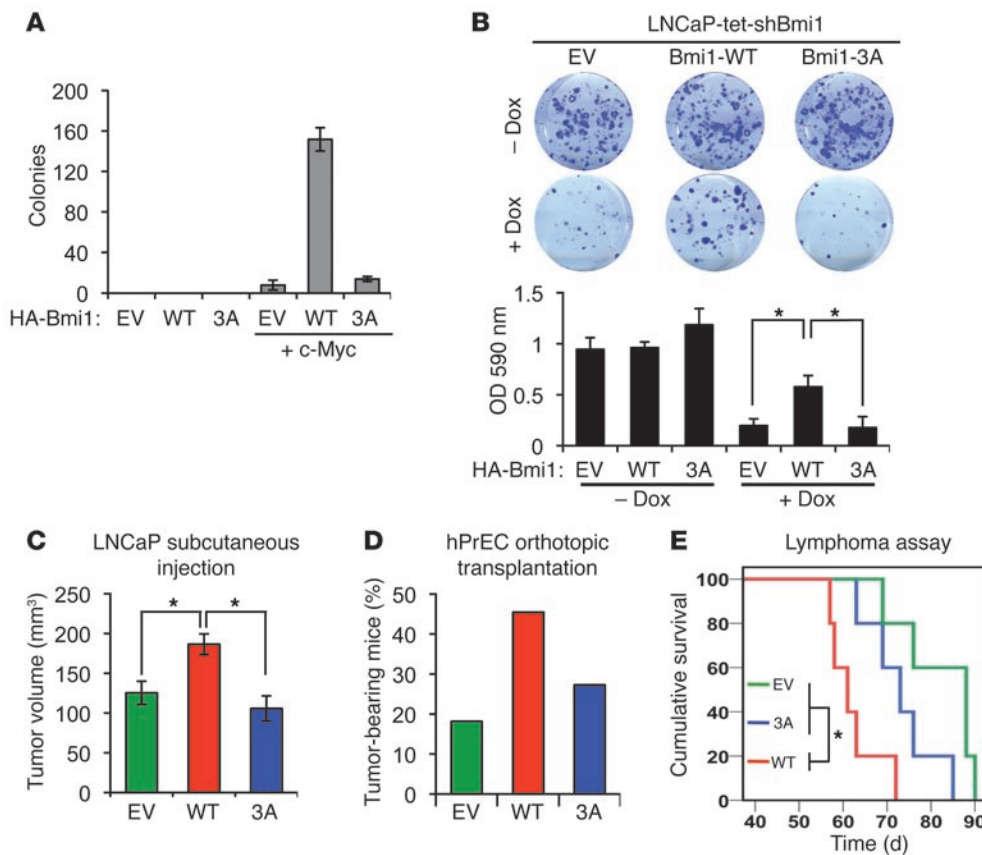 A
Colonies
200
160
120
80
40
0
HA-Bmi1: EV WT 3A EV WT 3A
+ c-Myc
B
LNCaP-tet-shBmi1
EV Bmi1-WT Bmi1-3A
– Dox
+ Dox
OD 590 nm
1
1.5
0.5
0
* *
HA-Bmi1: EV WT 3A EV WT 3A
– Dox + Dox
C
LNCaP subcutaneous
injection
Tumor volume (mm³)
250
200
150
100
50
0
* *
EV WT 3A
D
hPrEC orthotopic
transplantation
Tumor-bearing mice (%)
50
40
30
20
10
0
EV WT 3A
E
Lymphoma assay
Cumulative survival
100
80
60
40
20
0
EV
3A
WT
*
40 50 60 70 80 90
Time (d)